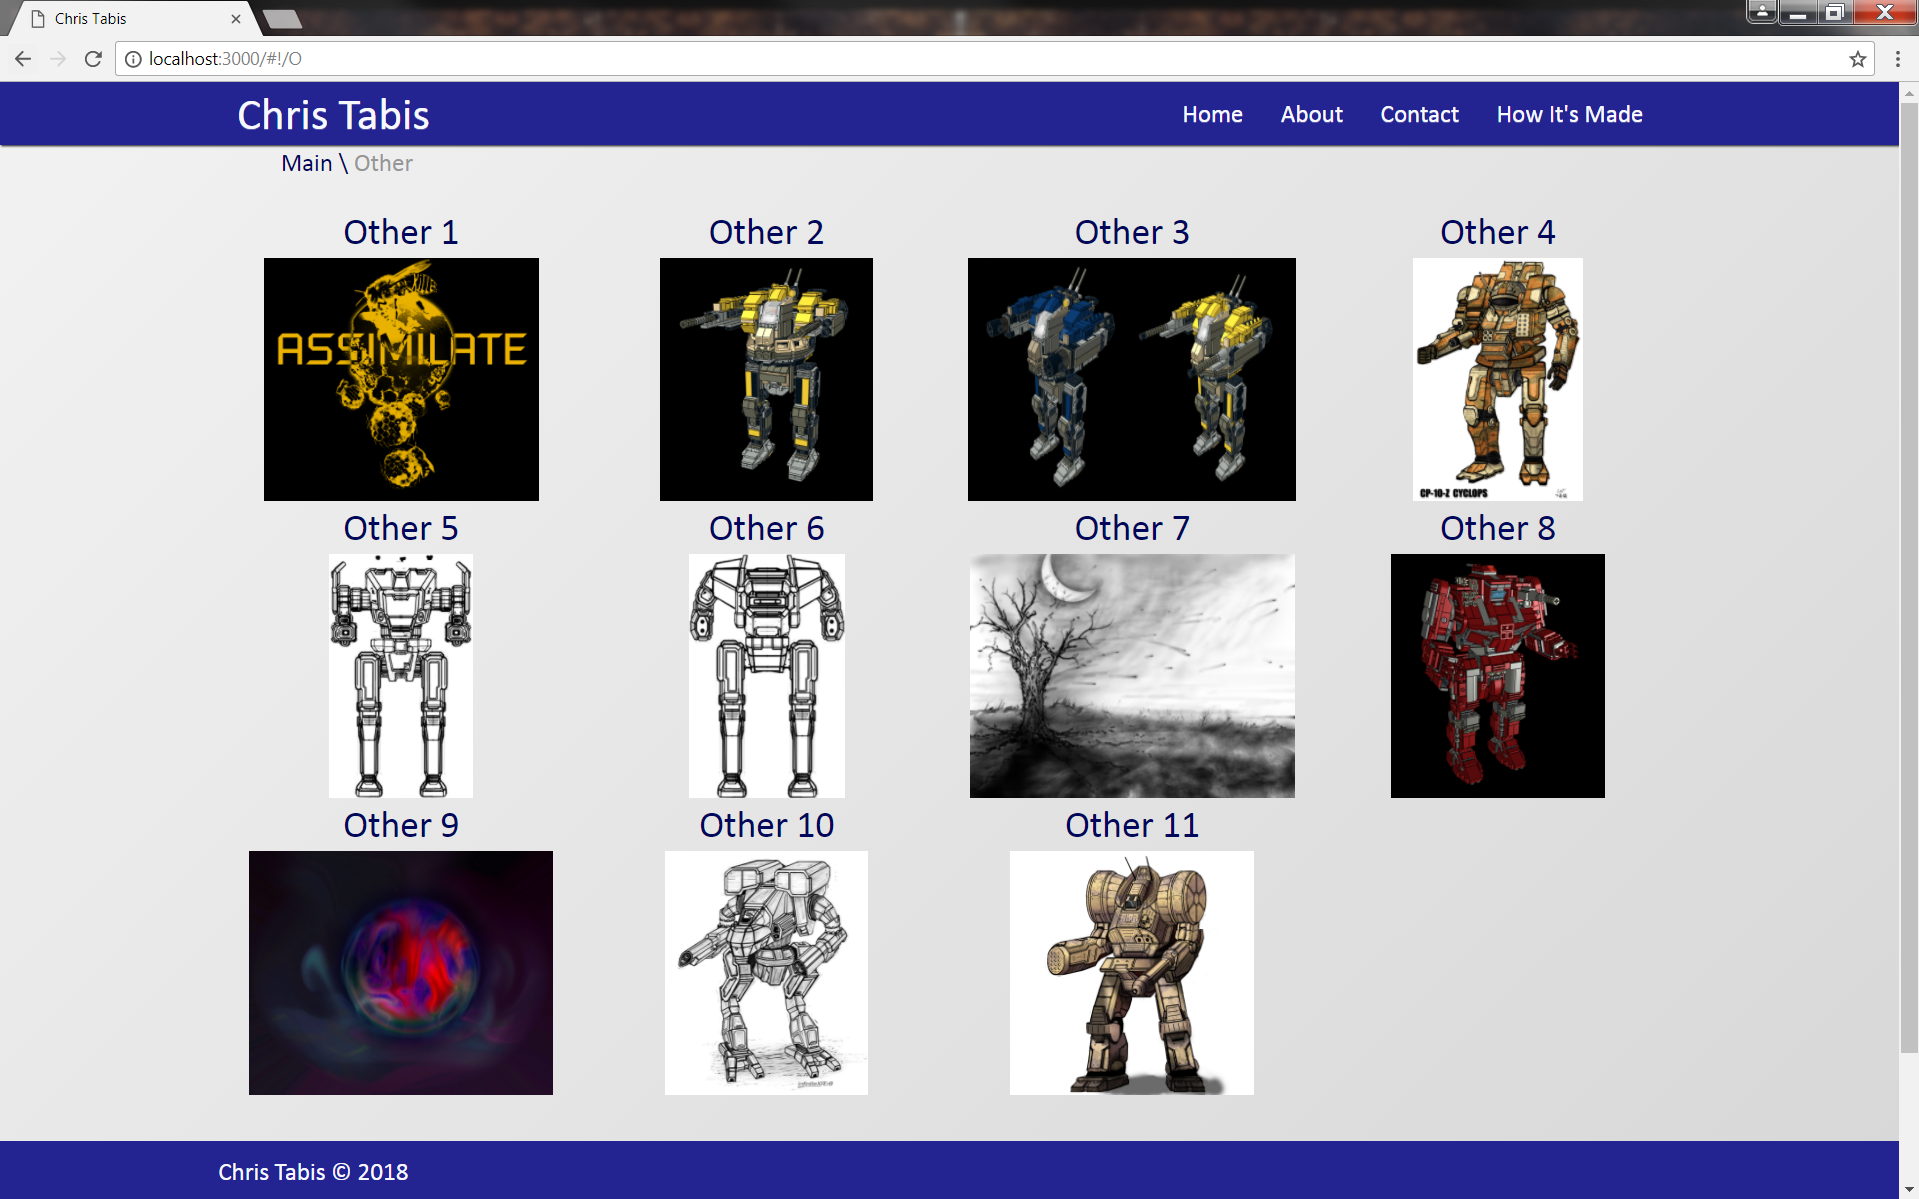 Chris Tabis
localhost:3000/#!/O
Chris Tabis
Home About Contact How It's Made
Main \ Other
Other 1 Other 2 Other 3 Other 4
ASSIMILATE
CP-10-Z CYCLOPS
Other 5 Other 6 Other 7 Other 8
Other 9 Other 10 Other 11
Chris Tabis © 2018